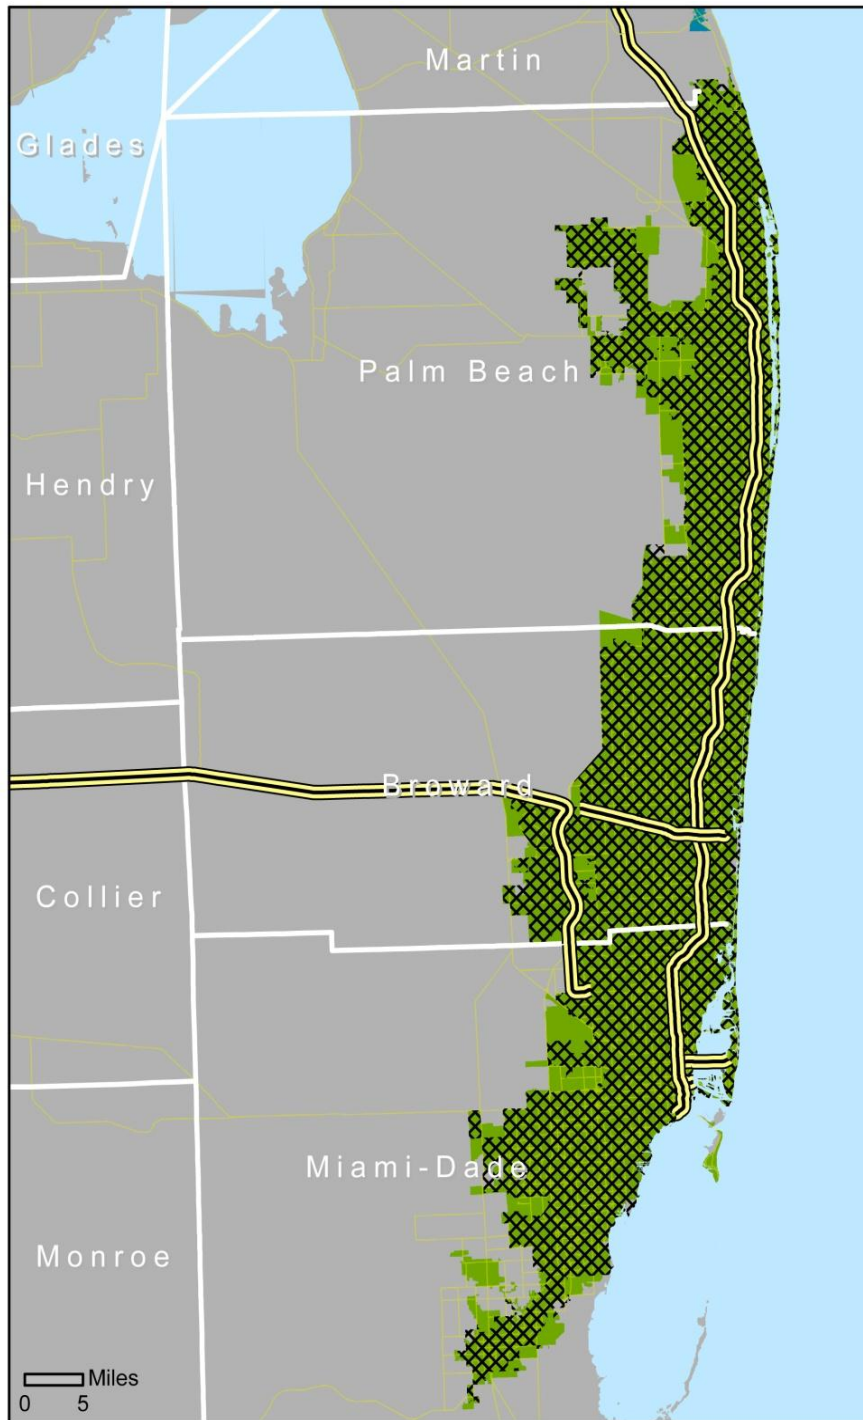 Martin
Glades
Palm Beach
Hendry
Broward
Collier
Miami-Dade
Monroe
Miles
0 5